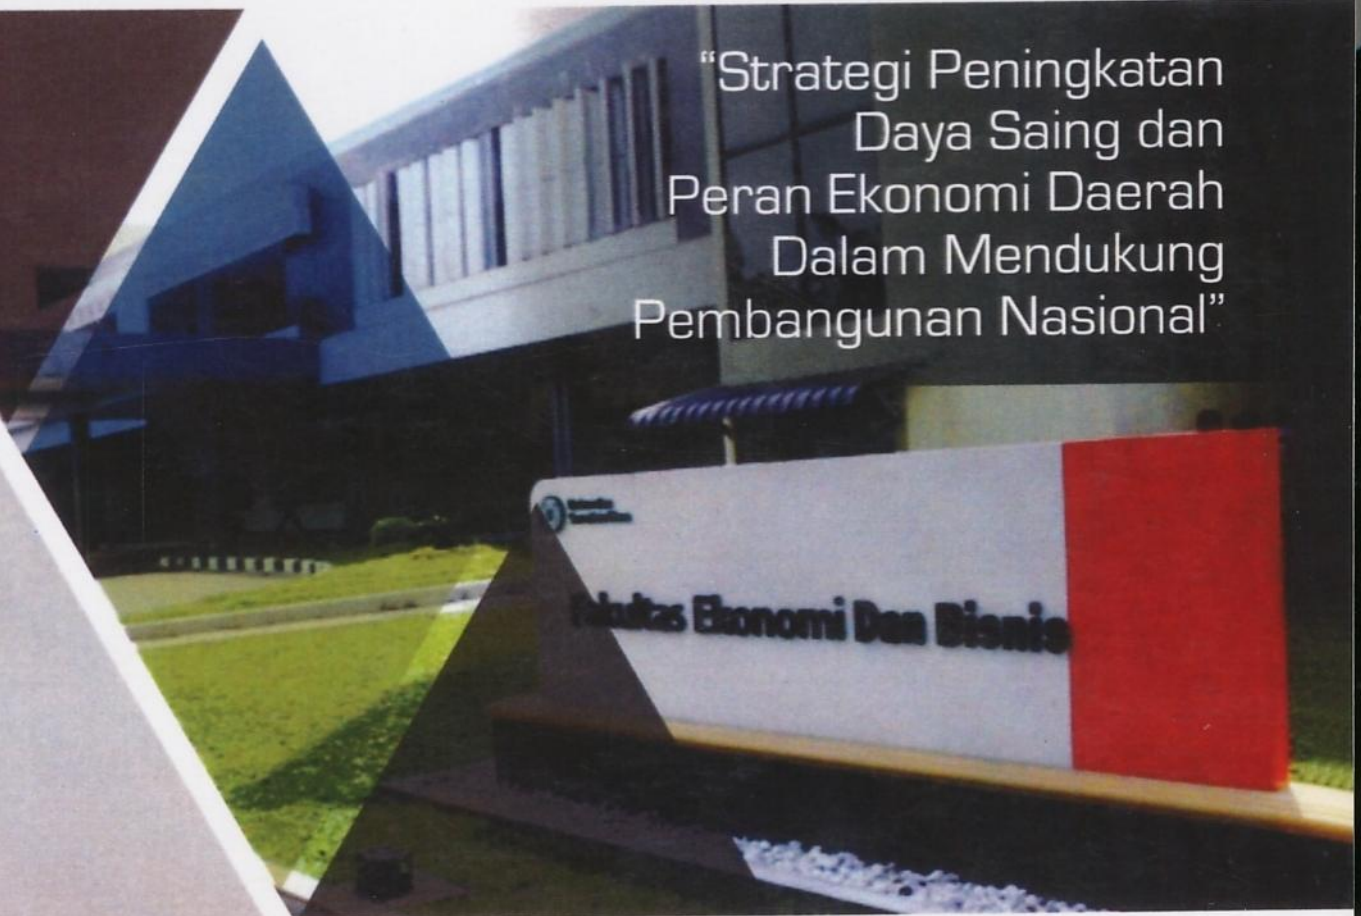 “Strategi Peningkatan
Daya Saing dan
Peran Ekonomi Daerah
Dalam Mendukung
Pembangunan Nasional”
Fakultas Ekonomi Dan Bisnis